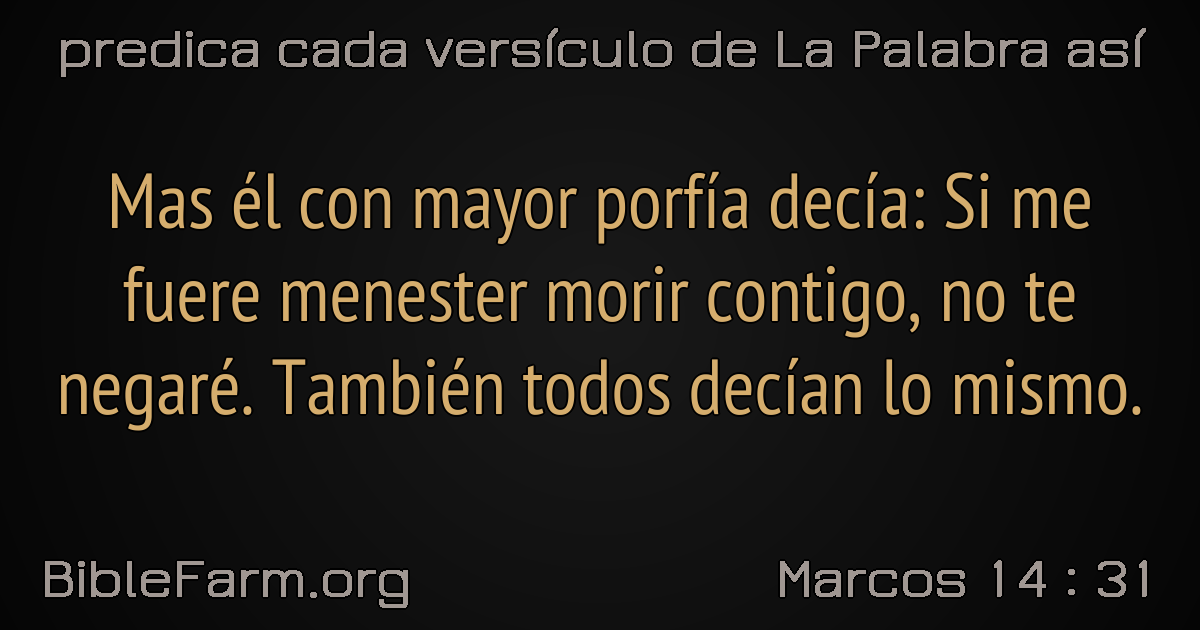 predica cada versículo de La Palabra así
Mas él con mayor porfía decía: Si me
fuere menester morir contigo, no te
negaré. También todos decían lo mismo.
BibleFarm.org
Marcos 14 : 31